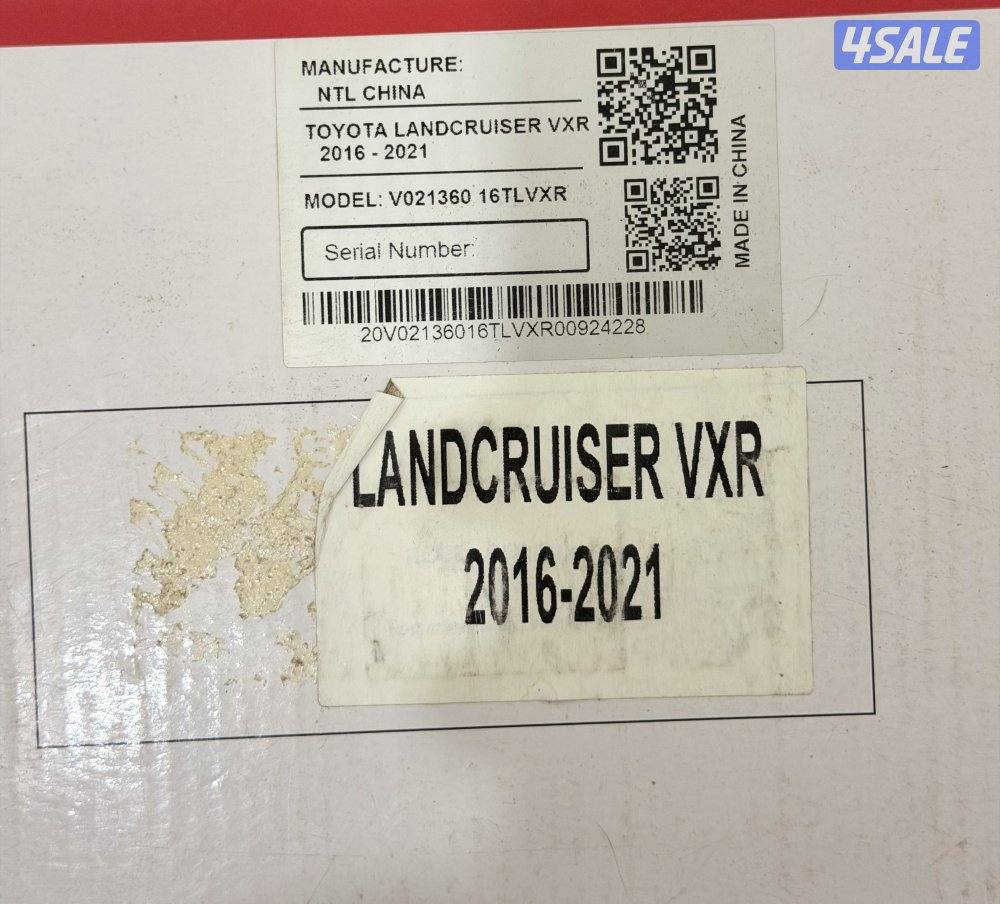 4SALE
MANUFACTURE:
NTL CHINA
TOYOTA LANDCRUISER VXR
2016 - 2021
MODEL: V021360 16TLVXR
Serial Number:
MADE IN CHINA
20V02136016TLVXR00924228
LANDCRUISER VXR
2016-2021